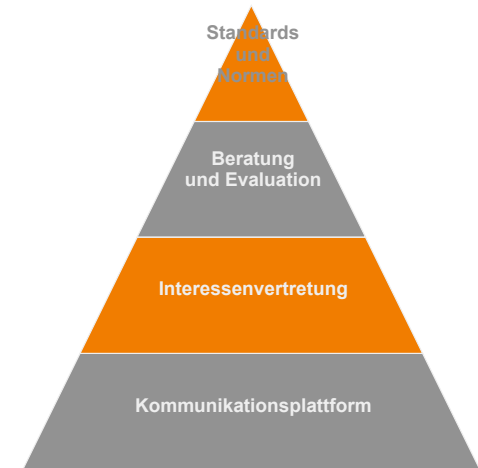 Standards
und
Normen
Beratung
und Evaluation
Interessenvertretung
Kommunikationsplattform